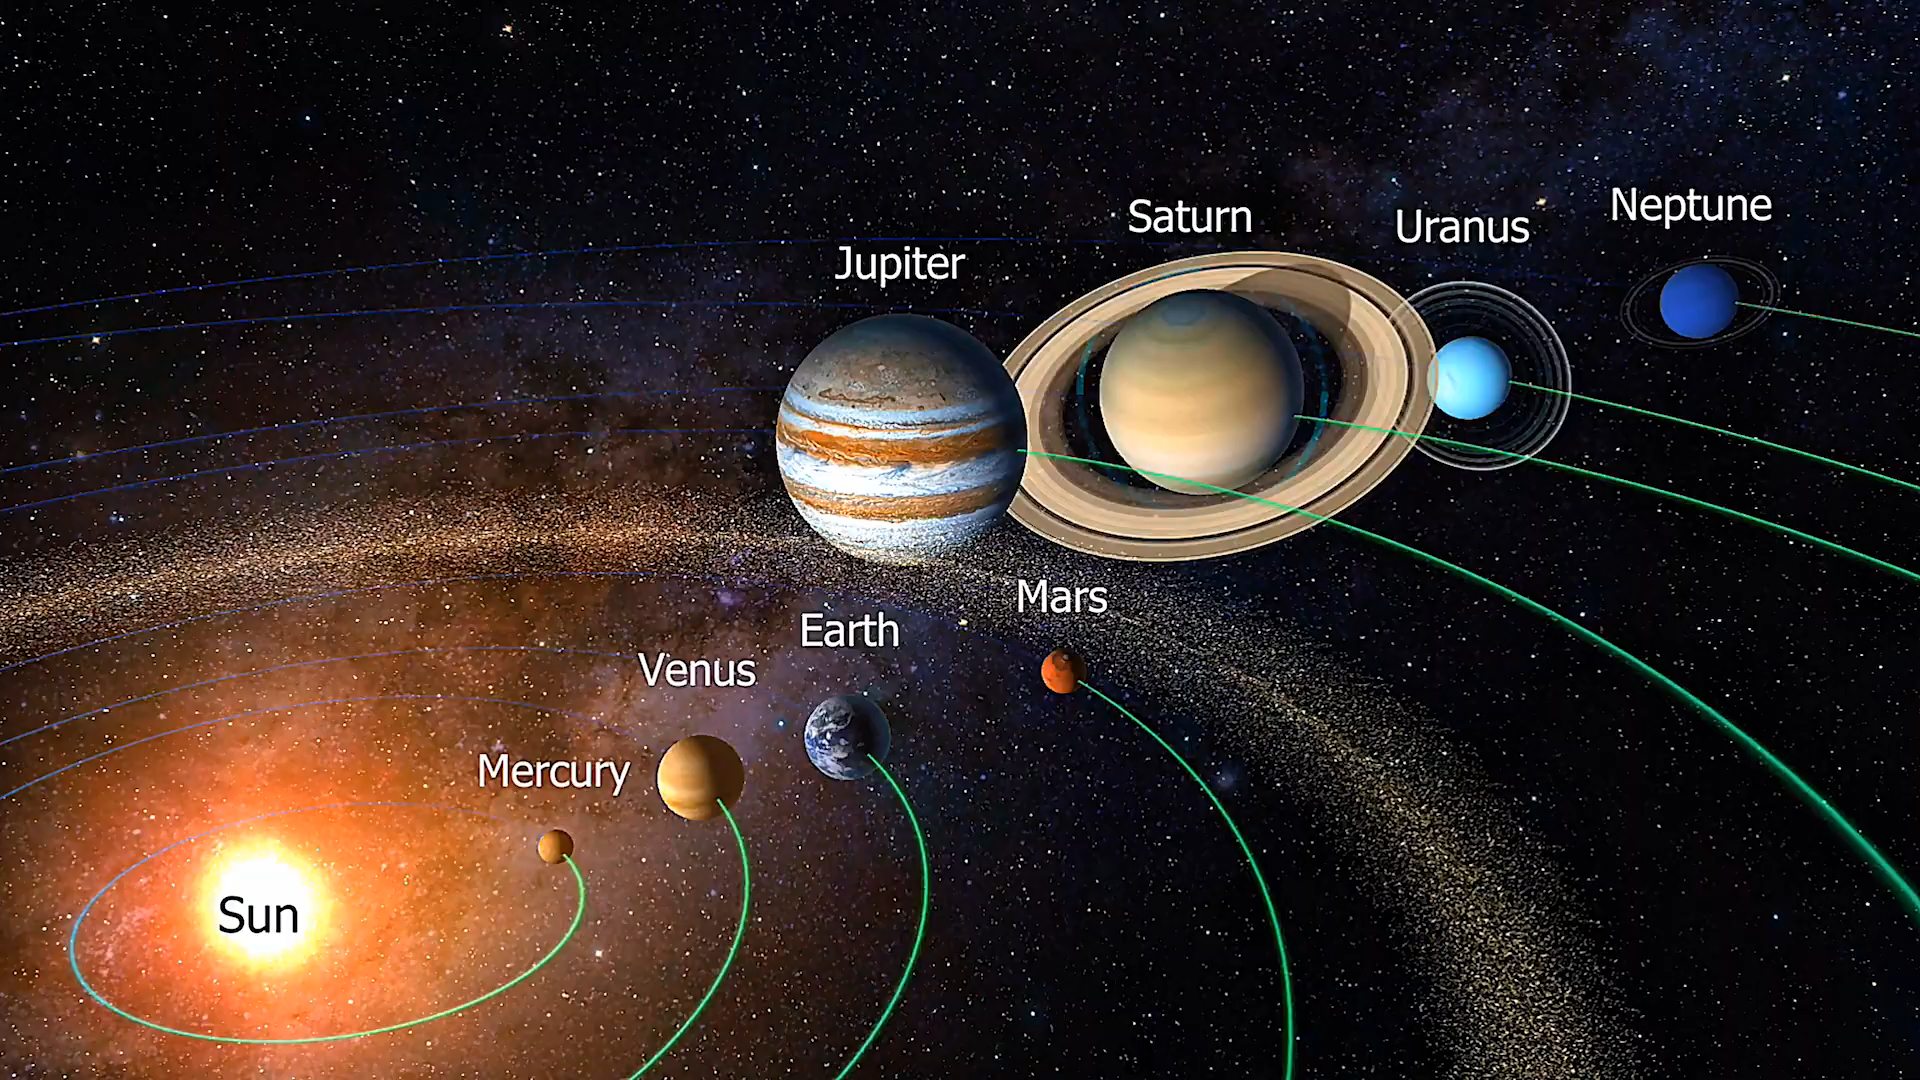 Neptune
Saturn
Uranus
Jupiter
Mars
Earth
Venus
Mercury
Sun